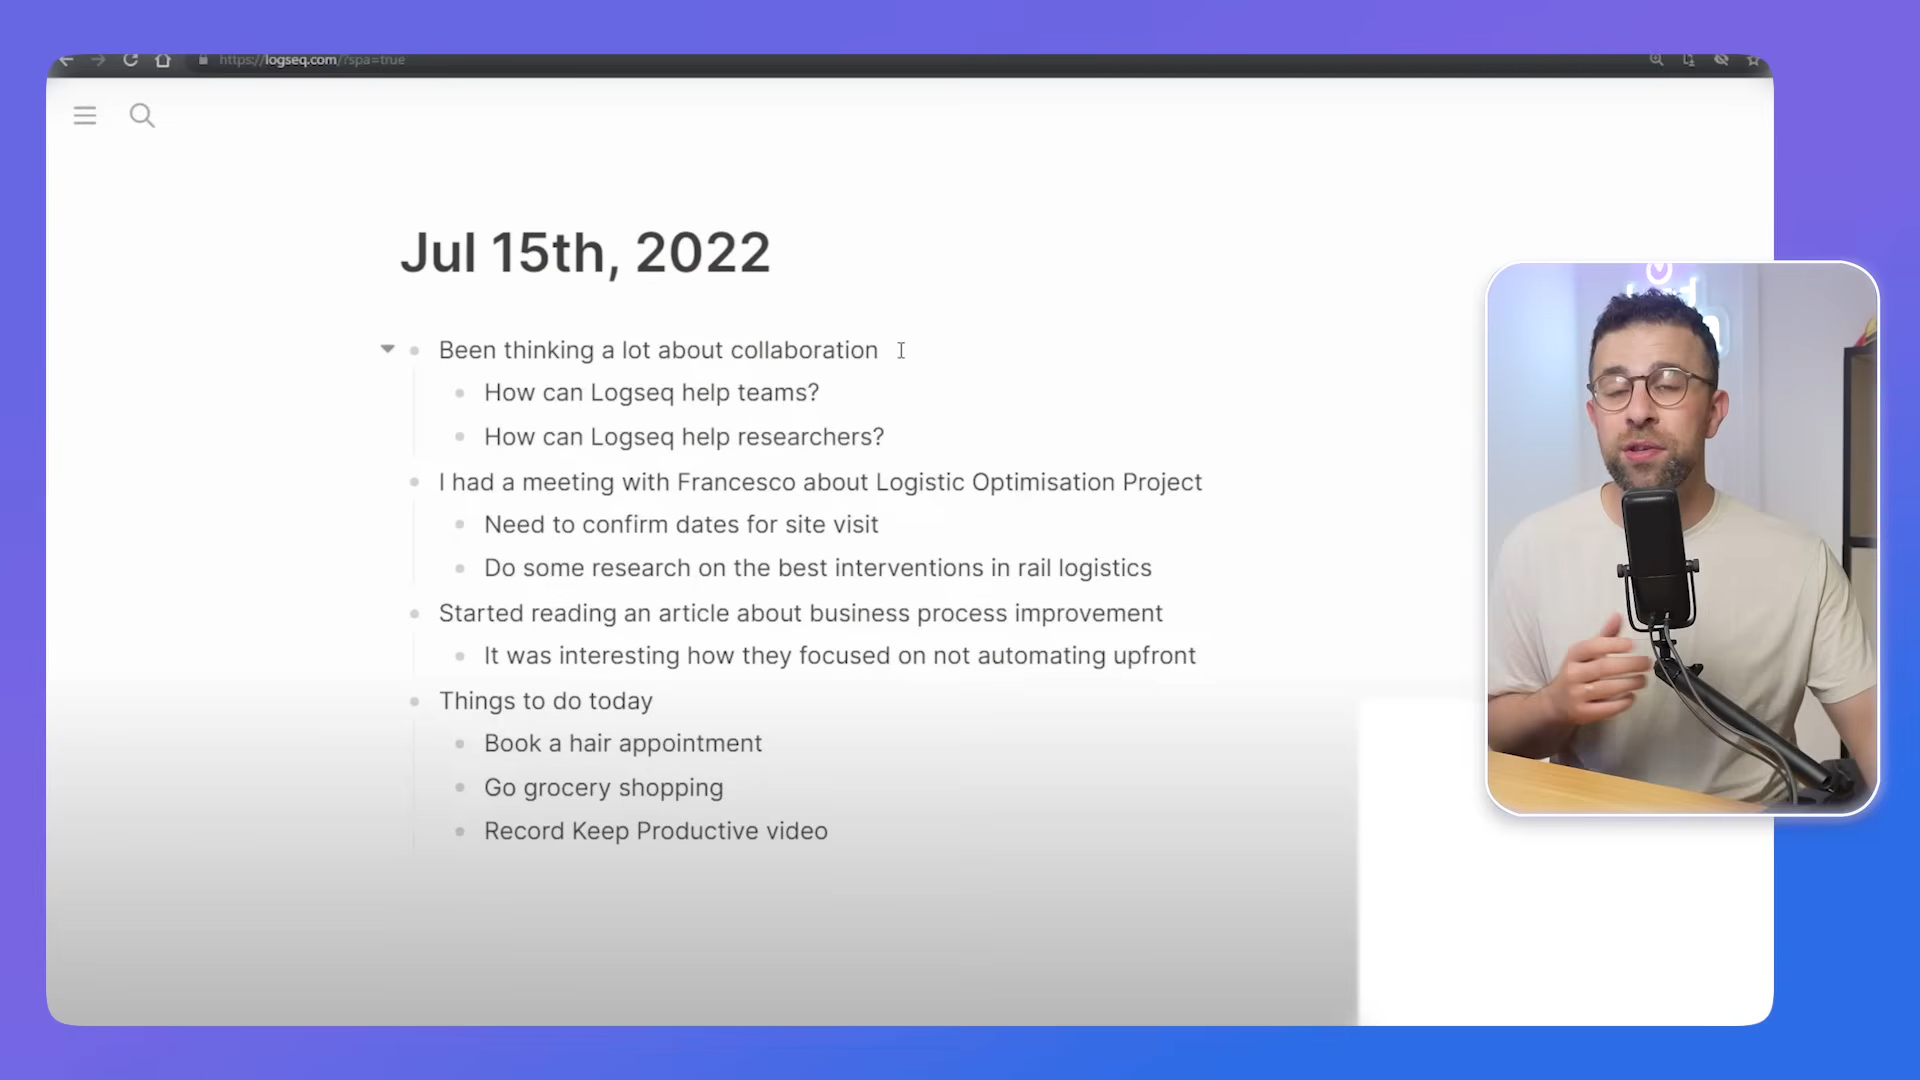 https://logseq.com/?spa=true
Jul 15th, 2022
Been thinking a lot about collaboration
How can Logseq help teams?
How can Logseq help researchers?
I had a meeting with Francesco about Logistic Optimisation Project
Need to confirm dates for site visit
Do some research on the best interventions in rail logistics
Started reading an article about business process improvement
It was interesting how they focused on not automating upfront
Things to do today
Book a hair appointment
Go grocery shopping
Record Keep Productive video